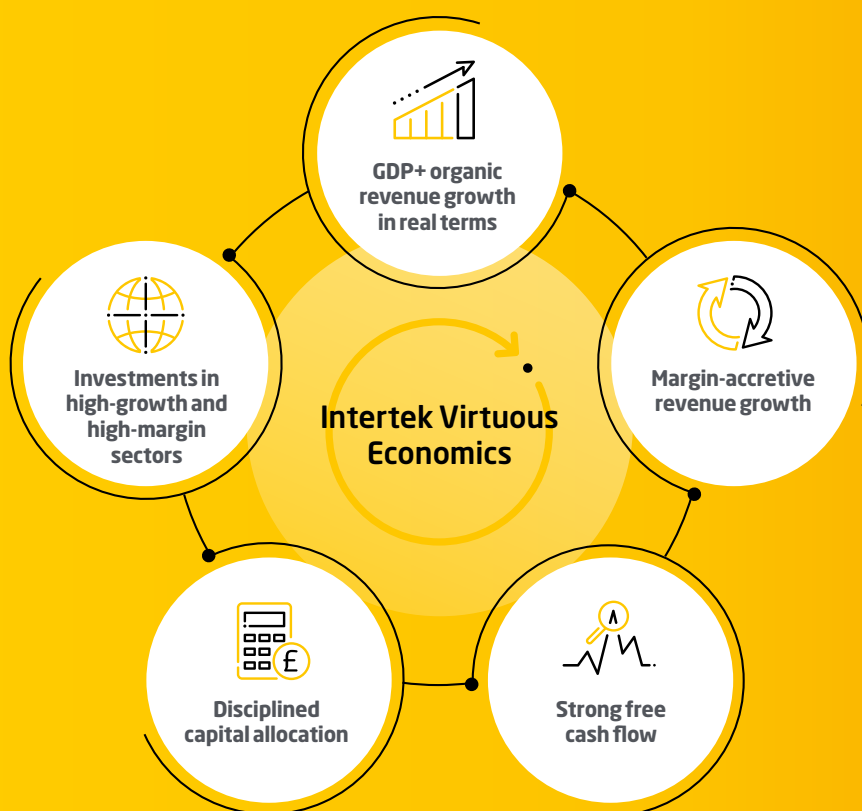 GDP+ organic
revenue growth
in real terms
Margin-accretive
revenue growth
Strong free
cash flow
£
Disciplined
capital allocation
Investments in
high-growth and
high-margin
sectors
Intertek Virtuous
Economics